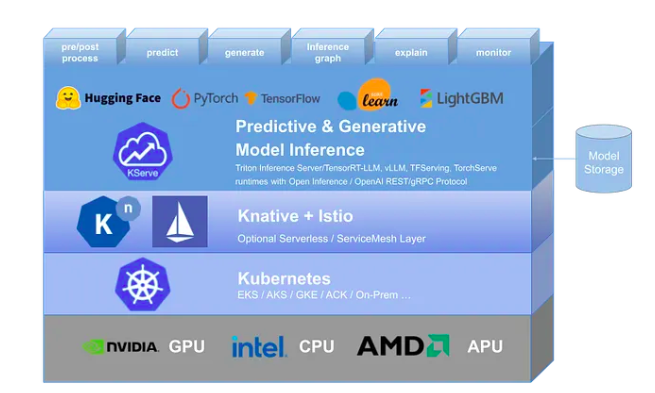 pre/post
process
predict
generate
Inference
graph
explain
monitor
Hugging Face
PyTorch
TensorFlow
learn
LightGBM
KServe
Predictive & Generative
Model Inference
Triton Inference Server/TensorRT-LLM, vLLM, TFServing, TorchServe
runtimes with Open Inference / OpenAI REST/gRPC Protocol
Model
Storage
K
n
Knative + Istio
Optional Serverless / ServiceMesh Layer
Kubernetes
EKS / AKS / GKE / ACK / On-Prem ...
NVIDIA. GPU
intel. CPU
AMD APU